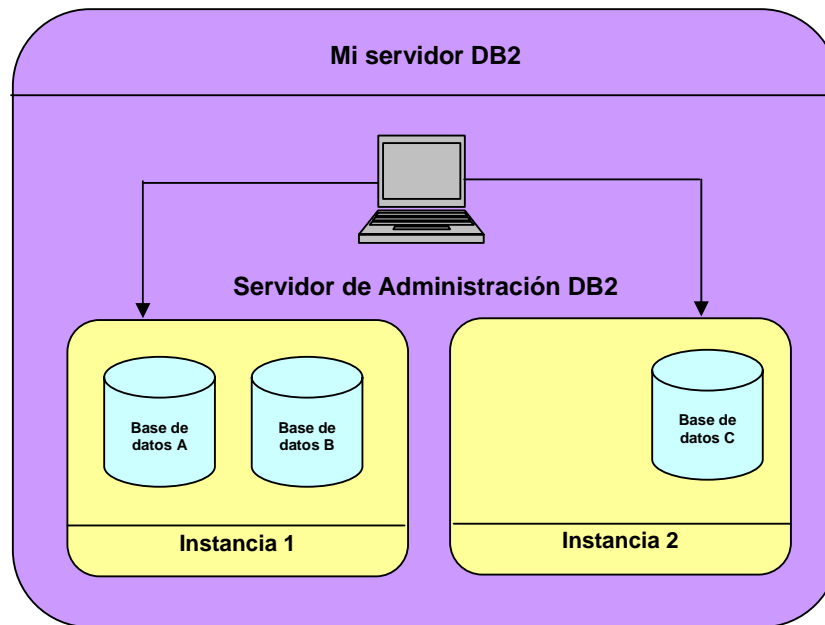 Mi servidor DB2
Servidor de Administración DB2
Base de
datos A
Base de
datos B
Base de
datos C
Instancia 1
Instancia 2